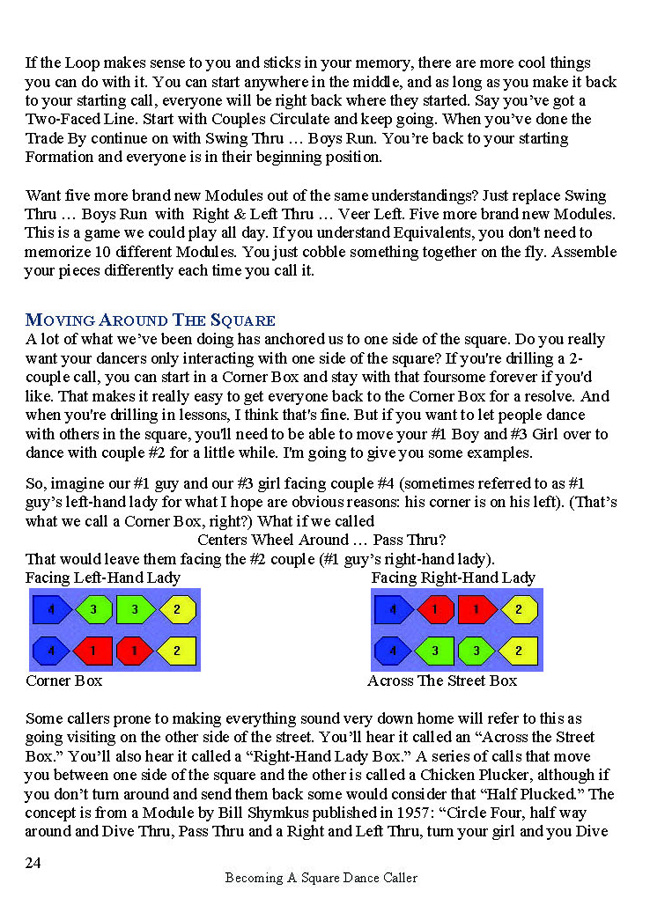 If the Loop makes sense to you and sticks in your memory, there are more cool things
you can do with it. You can start anywhere in the middle, and as long as you make it back
to your starting call, everyone will be right back where they started. Say you've got a
Two-Faced Line. Start with Couples Circulate and keep going. When you've done the
Trade By continue on with Swing Thru … Boys Run. You're back to your starting
Formation and everyone is in their beginning position.
Want five more brand new Modules out of the same understandings? Just replace Swing
Thru … Boys Run with Right & Left Thru … Veer Left. Five more brand new Modules.
This is a game we could play all day. If you understand Equivalents, you don't need to
memorize 10 different Modules. You just cobble something together on the fly. Assemble
your pieces differently each time you call it.
MOVING AROUND THE SQUARE
A lot of what we've been doing has anchored us to one side of the square. Do you really
want your dancers only interacting with one side of the square? If you're drilling a 2-
couple call, you can start in a Corner Box and stay with that foursome forever if you'd
like. That makes it really easy to get everyone back to the Corner Box for a resolve. And
when you're drilling in lessons, I think that's fine. But if you want to let people dance
with others in the square, you'll need to be able to move your #1 Boy and #3 Girl over to
dance with couple #2 for a little while. I'm going to give you some examples.
So, imagine our #1 guy and our #3 girl facing couple #4 (sometimes referred to as #1
guy's left-hand lady for what I hope are obvious reasons: his corner is on his left). (That's
what we call a Corner Box, right?) What if we called
Centers Wheel Around … Pass Thru?
That would leave them facing the #2 couple (#1 guy's right-hand lady).
Facing Left-Hand Lady Facing Right-Hand Lady
4 3 3 2 4 1 1 2
4 1 1 2 4 3 3 2
Corner Box Across The Street Box
Some callers prone to making everything sound very down home will refer to this as
going visiting on the other side of the street. You'll hear it called an "Across the Street
Box." You'll also hear it called a "Right-Hand Lady Box." A series of calls that move
you between one side of the square and the other is called a Chicken Plucker, although if
you don't turn around and send them back some would consider that "Half Plucked." The
concept is from a Module by Bill Shymkus published in 1957: "Circle Four, half way
around and Dive Thru, Pass Thru and a Right and Left Thru, turn your girl and you Dive
24
Becoming A Square Dance Caller